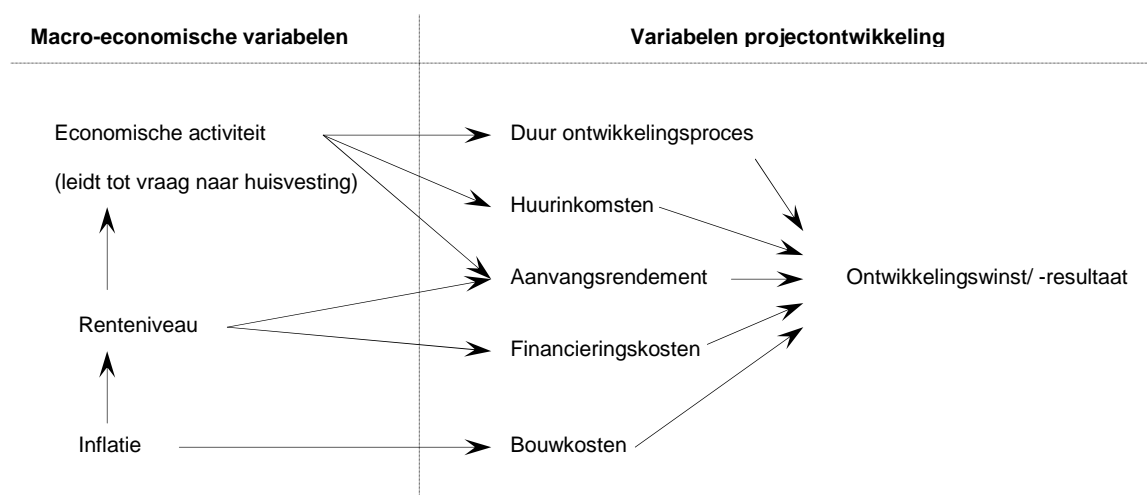 Macro-economische variabelen
Variabelen projectontwikkeling
Economische activiteit
(leidt tot vraag naar huisvesting)
Renteniveau
Inflatie
Duur ontwikkelingsproces
Huurinkomsten
Aanvangsrendement
Financieringskosten
Bouwkosten
Ontwikkelingswinst/ -resultaat